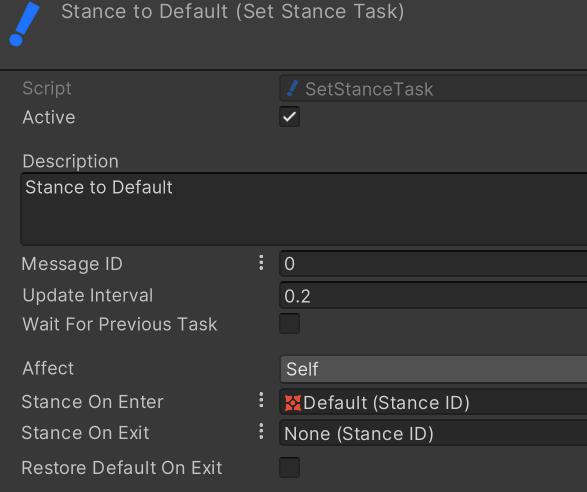 Stance to Default (Set Stance Task)
Script SetStanceTask
Active
Description
Stance to Default
Message ID 0
Update Interval 0.2
Wait For Previous Task
Affect Self
Stance On Enter Default (Stance ID)
Stance On Exit None (Stance ID)
Restore Default On Exit